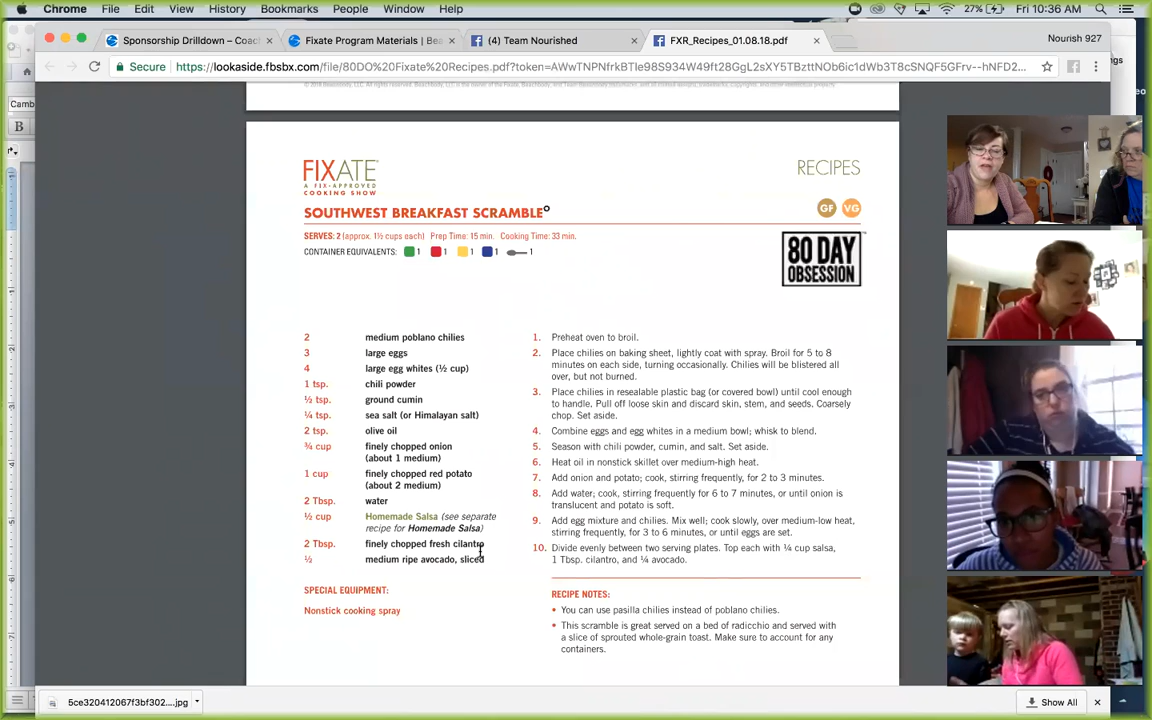 Chrome File Edit View History Bookmarks People Window Help 27% Fri 10:36 AM
Sponsorship Drilldown – Coach Fixate Program Materials | Bea (4) Team Nourished FXR_Recipes_01.08.18.pdf Nourish 927
Secure https://lookaside.fbsbx.com/file/80DO%20Fixate%20Recipes.pdf?token=AWwTNPNfrkBTle98S934W49ft28GgL2sXY5TBzttNOb6ic1dWb3T8cSNQF5GFrv--hNFD2...
Camb
B
FIXATE
A FIX-APPROVED
COOKING SHOW
RECIPES
SOUTHWEST BREAKFAST SCRAMBLE GF VG
SERVES: 2 (approx. 1½ cups each) Prep Time: 15 min. Cooking Time: 33 min.
CONTAINER EQUIVALENTS: 1 1 1 1 1
80 DAY
OBSESSION
2 medium poblano chilies
3 large eggs
4 large egg whites (½ cup)
1 tsp. chili powder
½ tsp. ground cumin
¼ tsp. sea salt (or Himalayan salt)
2 tsp. olive oil
¾ cup finely chopped onion
(about 1 medium)
1 cup finely chopped red potato
(about 2 medium)
2 Tbsp. water
½ cup Homemade Salsa (see separate
recipe for Homemade Salsa)
2 Tbsp. finely chopped fresh cilantro
½ medium ripe avocado, sliced
SPECIAL EQUIPMENT:
Nonstick cooking spray
1. Preheat oven to broil.
2. Place chilies on baking sheet, lightly coat with spray. Broil for 5 to 8
minutes on each side, turning occasionally. Chilies will be blistered all
over, but not burned.
3. Place chilies in resealable plastic bag (or covered bowl) until cool enough
to handle. Pull off loose skin and discard skin, stem, and seeds. Coarsely
chop. Set aside.
4. Combine eggs and egg whites in a medium bowl; whisk to blend.
5. Season with chili powder, cumin, and salt. Set aside.
6. Heat oil in nonstick skillet over medium-high heat.
7. Add onion and potato; cook, stirring frequently, for 2 to 3 minutes.
8. Add water; cook, stirring frequently for 6 to 7 minutes, or until onion is
translucent and potato is soft.
9. Add egg mixture and chilies. Mix well; cook slowly, over medium-low heat,
stirring frequently, for 3 to 6 minutes, or until eggs are set.
10. Divide evenly between two serving plates. Top each with ¼ cup salsa,
1 Tbsp. cilantro, and ¼ avocado.
RECIPE NOTES:
• You can use pasilla chilies instead of poblano chilies.
• This scramble is great served on a bed of radicchio and served with
a slice of sprouted whole-grain toast. Make sure to account for any
containers.
5ce320412067f3bf302....jpg Show All